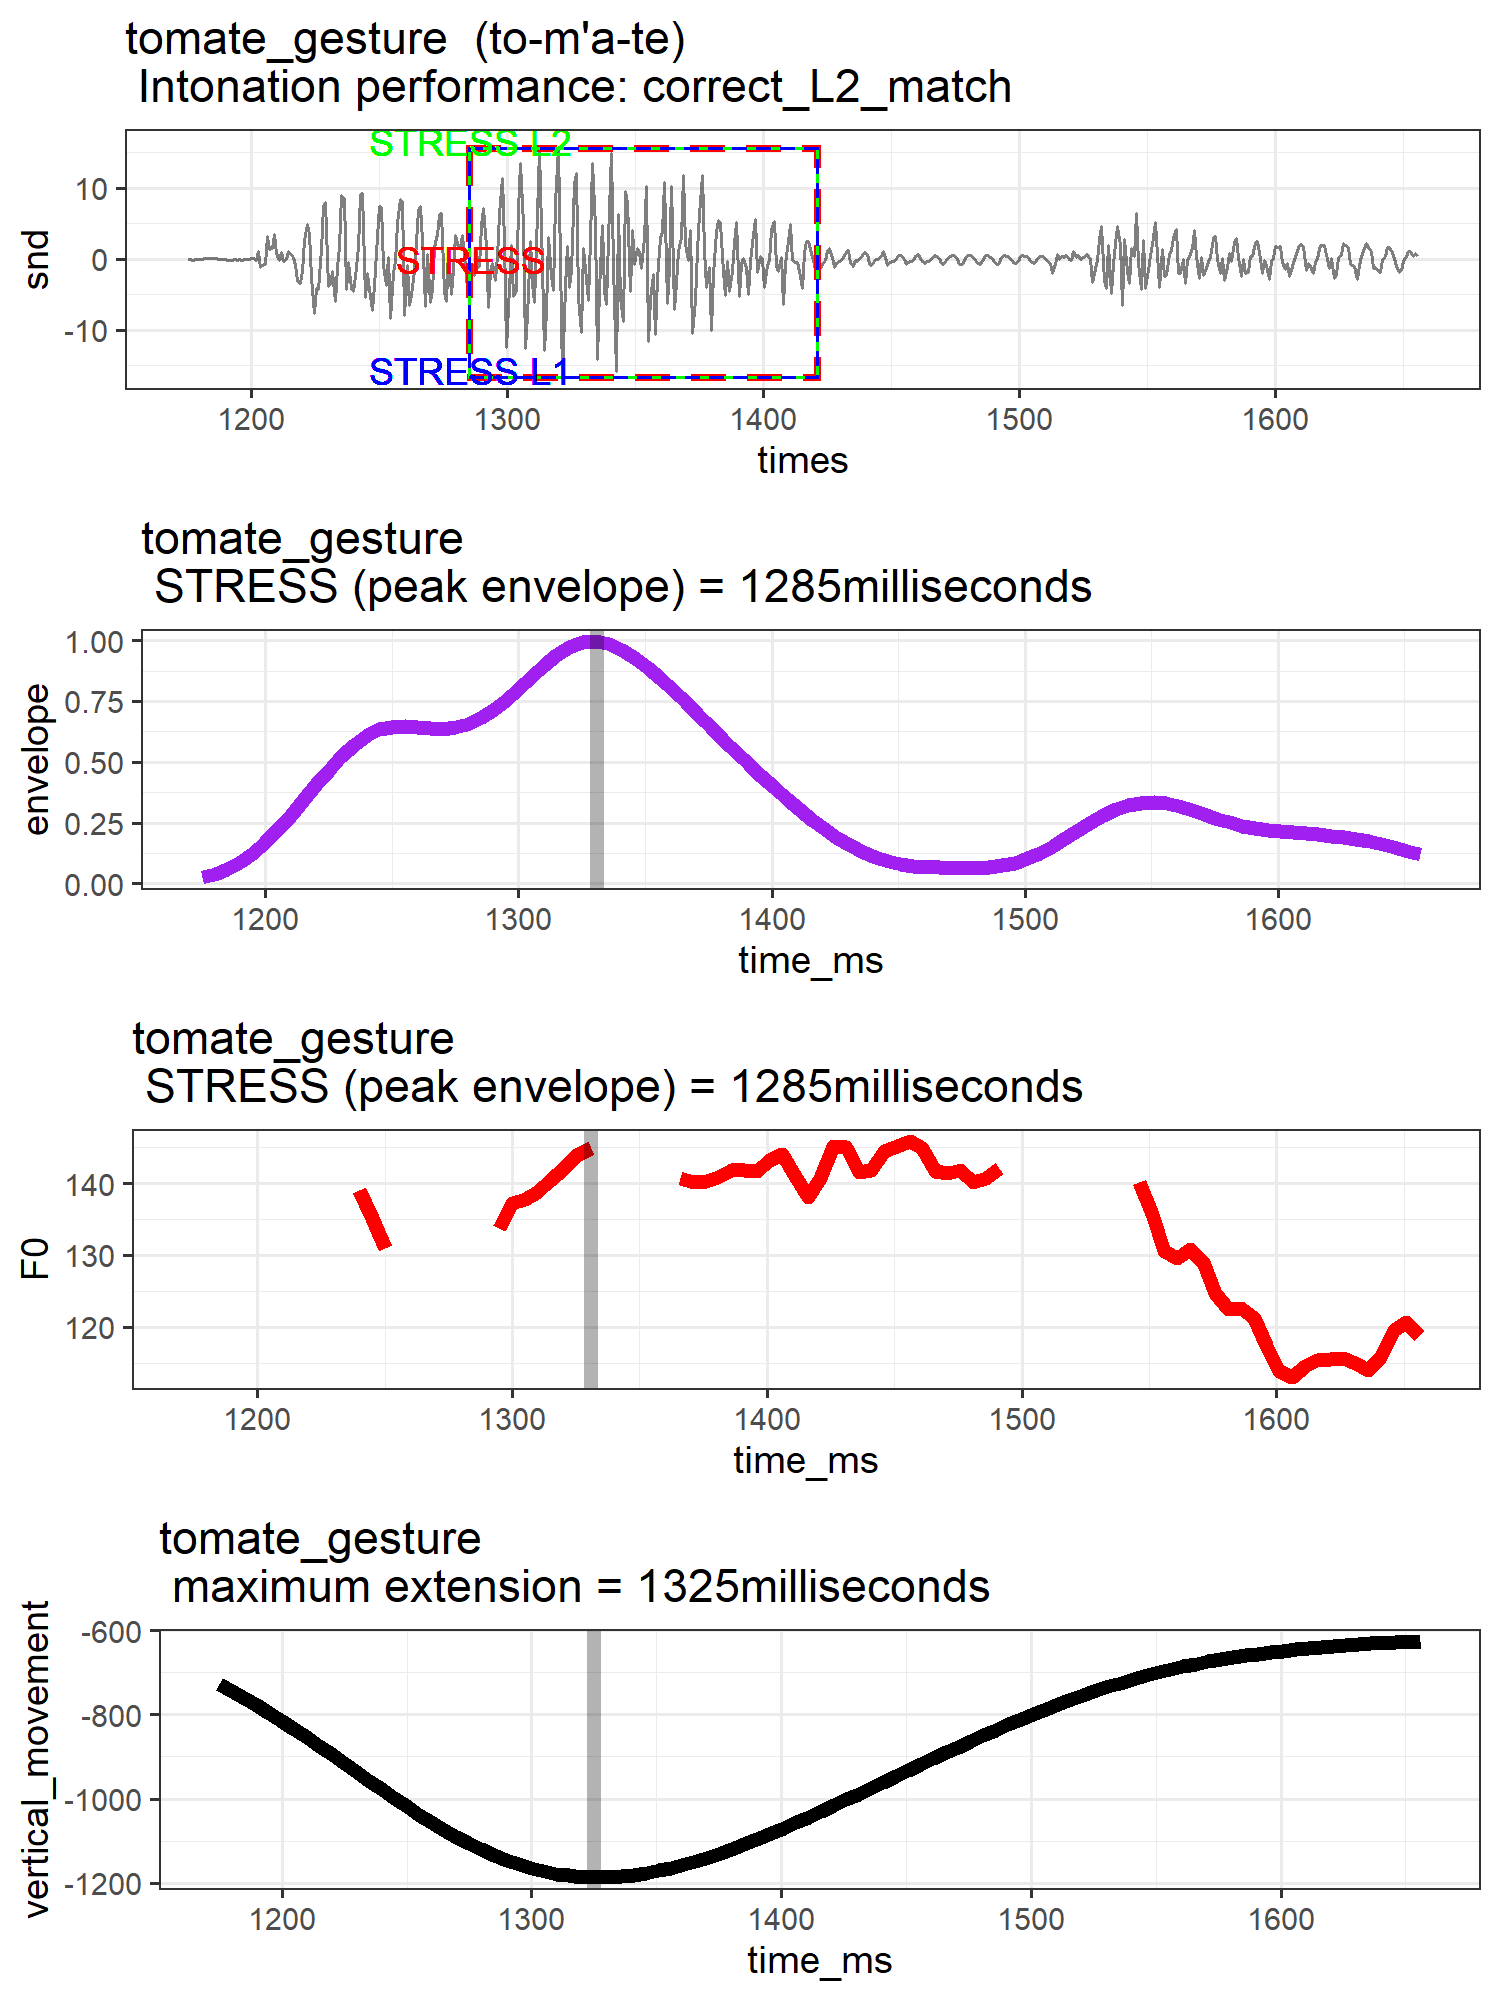 tomate_gesture  (to-m'a-te)
Intonation performance: correct_L2_match
STRESS L2
STRESS
STRESS L1
snd
10
0
-10
1200 1300 1400 1500 1600
times
tomate_gesture
STRESS (peak envelope) = 1285milliseconds
envelope
1.00
0.75
0.50
0.25
0.00
1200 1300 1400 1500 1600
time_ms
tomate_gesture
STRESS (peak envelope) = 1285milliseconds
F0
140
130
120
1200 1300 1400 1500 1600
time_ms
tomate_gesture
maximum extension = 1325milliseconds
vertical_movement
-600
-800
-1000
-1200
1200 1300 1400 1500 1600
time_ms